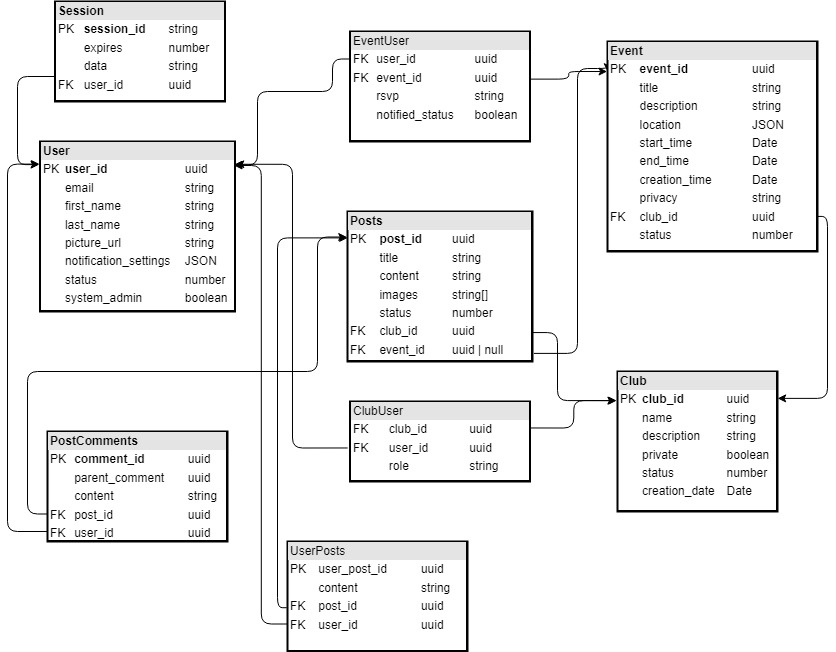 Session
PK session_id string
expires number
data string
FK user_id uuid
EventUser
FK user_id uuid
FK event_id uuid
rsvp string
notified_status boolean
Event
PK event_id uuid
title string
description string
location JSON
start_time Date
end_time Date
creation_time Date
privacy string
FK club_id uuid
status number
User
PK user_id uuid
email string
first_name string
last_name string
picture_url string
notification_settings JSON
status number
system_admin boolean
Posts
PK post_id uuid
title string
content string
images string[]
status number
FK club_id uuid
FK event_id uuid | null
Club
PK club_id uuid
name string
description string
private boolean
status number
creation_date Date
ClubUser
FK club_id uuid
FK user_id uuid
role string
PostComments
PK comment_id uuid
parent_comment uuid
content string
FK post_id uuid
FK user_id uuid
UserPosts
PK user_post_id uuid
content string
FK post_id uuid
FK user_id uuid